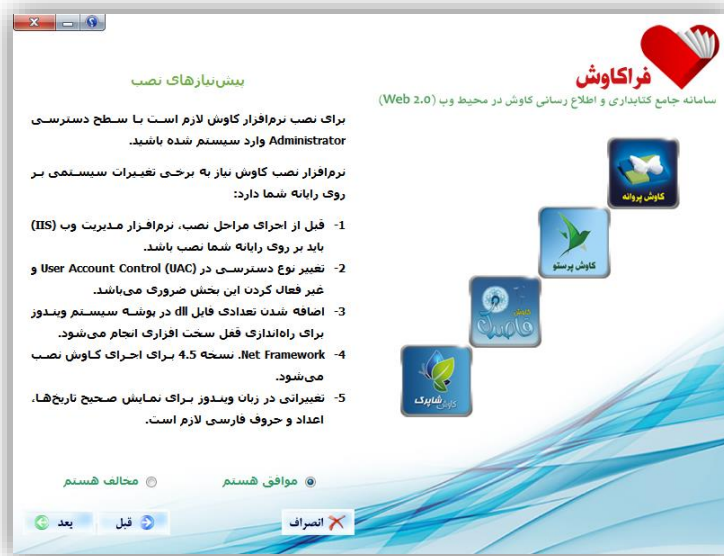 فراکاوش
سامانه جامع کتابداری و اطلاع رسانی کاوش در محیط وب (Web 2.0)
کاوش پروانه
کاوش پرستو
کاوش
قاصدک
کاوش شاپرک
پیش‌نیازهای نصب
برای نصب نرم‌افزار کاوش لازم است با سطح دسترسی
Administrator وارد سیستم شده باشید.
نرم‌افزار نصب کاوش نیاز به برخی تغییرات سیستمی بر
روی رایانه شما دارد:
1- قبل از اجرای مراحل نصب، نرم‌افزار مدیریت وب (IIS)
باید بر روی رایانه شما نصب باشد.
2- تغییر نوع دسترسی در User Account Control (UAC) و
غیر فعال کردن این بخش ضروری می‌باشد.
3- اضافه شدن تعدادی فایل dll در پوشه سیستم ویندوز
برای راه‌اندازی قفل سخت افزاری انجام می‌شود.
4- Net Framework. نسخه 4.5 برای اجرای کاوش نصب
می‌شود.
5- تغییراتی در زبان ویندوز برای نمایش صحیح تاریخ‌ها،
اعداد و حروف فارسی لازم است.
موافق هستم
مخالف هستم
انصراف
قبل
بعد